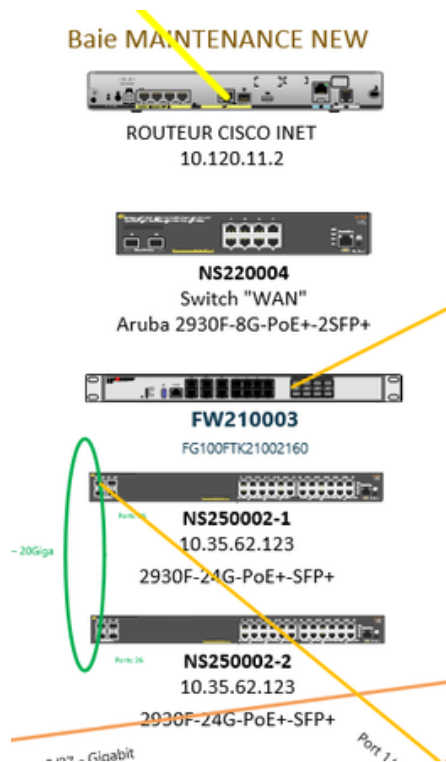 Baie MAINTENANCE NEW
ROUTEUR CISCO INET
10.120.11.2
NS220004
Switch "WAN"
Aruba 2930F-8G-PoE+-2SFP+
FW210003
FG100FTK21002160
NS250002-1
10.35.62.123
2930F-24G-PoE+-SFP+
- 20Giga
Ports 26
NS250002-2
10.35.62.123
2930F-24G-PoE+-SFP+
- Gigabit
Port